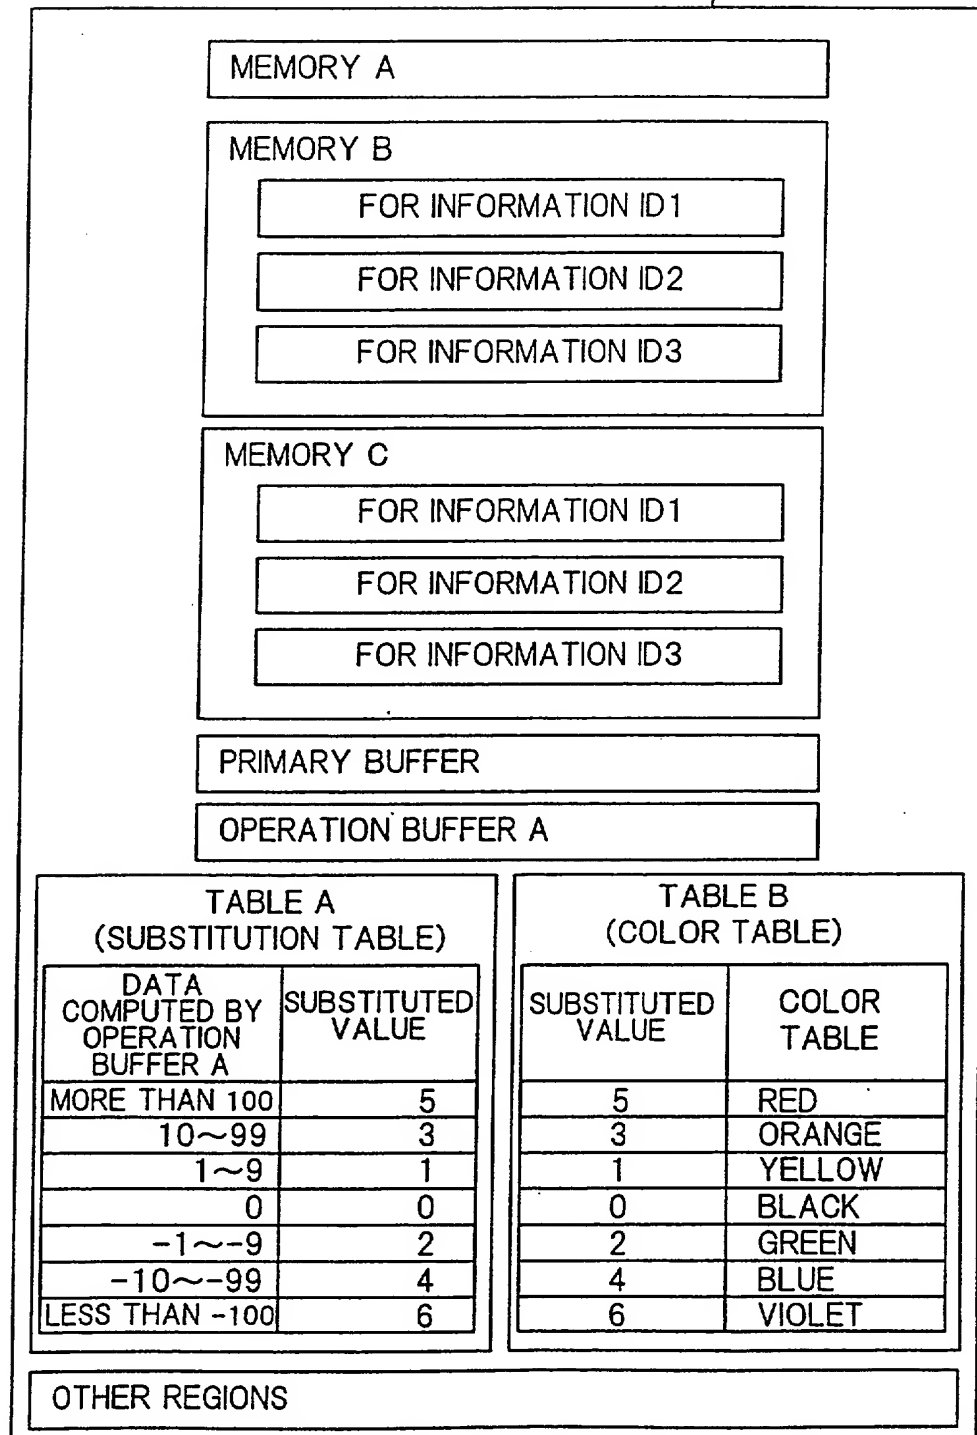 MEMORY A
MEMORY B
FOR INFORMATION ID1
FOR INFORMATION ID2
FOR INFORMATION ID3
MEMORY C
FOR INFORMATION ID1
FOR INFORMATION ID2
FOR INFORMATION ID3
PRIMARY BUFFER
OPERATION BUFFER A
TABLE A
(SUBSTITUTION TABLE)
DATA
COMPUTED BY
OPERATION
BUFFER A
SUBSTITUTED
VALUE
MORE THAN 100 5
10~99 3
1~9 1
0 0
-1~-9 2
-10~-99 4
LESS THAN -100 6
TABLE B
(COLOR TABLE)
SUBSTITUTED
VALUE
COLOR
TABLE
5 RED
3 ORANGE
1 YELLOW
0 BLACK
2 GREEN
4 BLUE
6 VIOLET
OTHER REGIONS